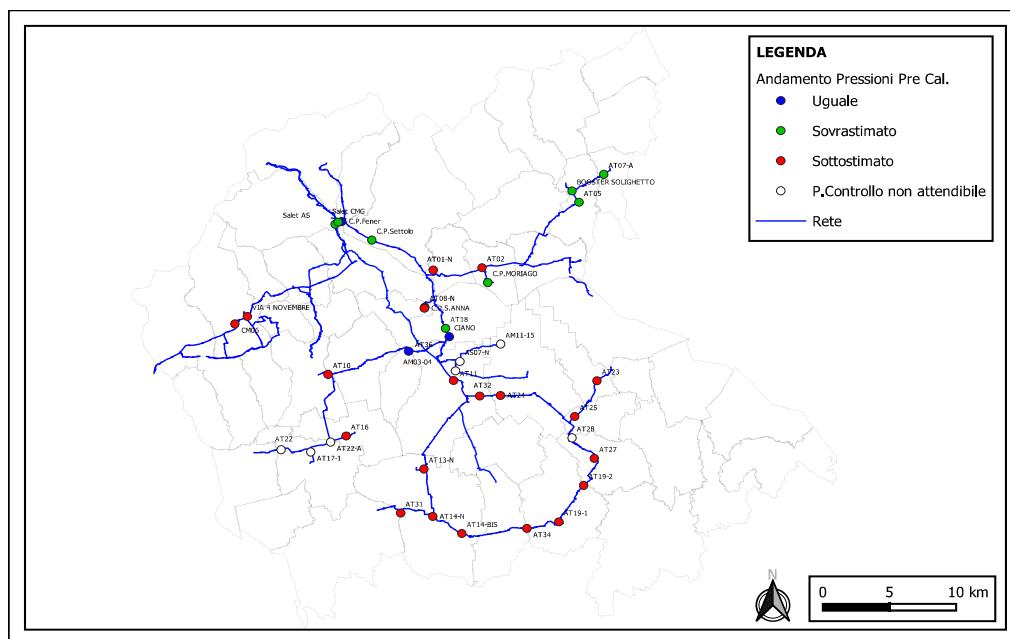 LEGENDA
Andamento Pressioni Pre Cal.
Uguale
Sovrastimato
Sottostimato
P.Controllo non attendibile
Rete
AT07-A
BOOSTER SOLIGHETTO
AT05
Salet CMG
Salet AS
C.P.Fener
C.P.Settolo
AT01-N
AT02
C.P.MORIAGO
AT08-N
C.P.S.ANNA
VIA 4 NOVEMBRE
CM05
AT18
CIANO
AT36
AM11-15
AM03-04
AS07-N
AT10
AT11
AT23
AT32
AT24
AT25
AT16
AT28
AT22
AT22-A
AT17-1
AT27
AT13-N
AT19-2
AT31
AT14-N
AT19-1
AT14-BIS
AT34
N
0 5 10 km